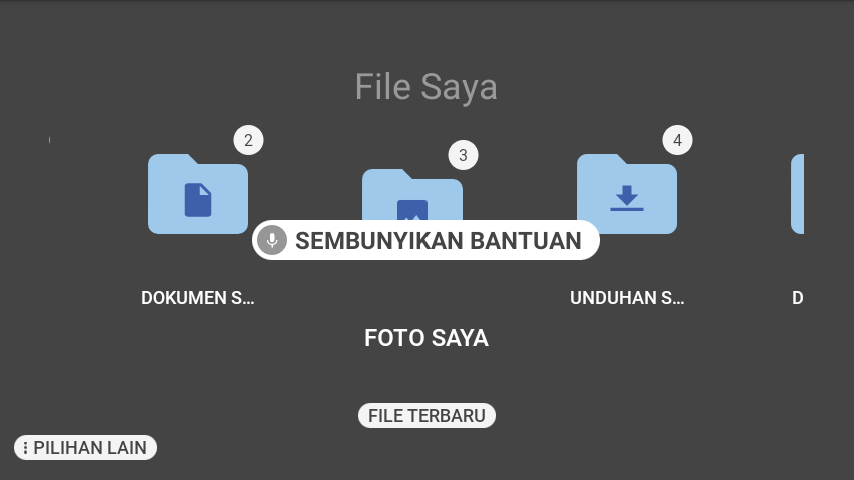 File Saya
2
3
4
SEMBUNYIKAN BANTUAN
DOKUMEN S...
UNDUHAN S...
D
FOTO SAYA
FILE TERBARU
PILIHAN LAIN